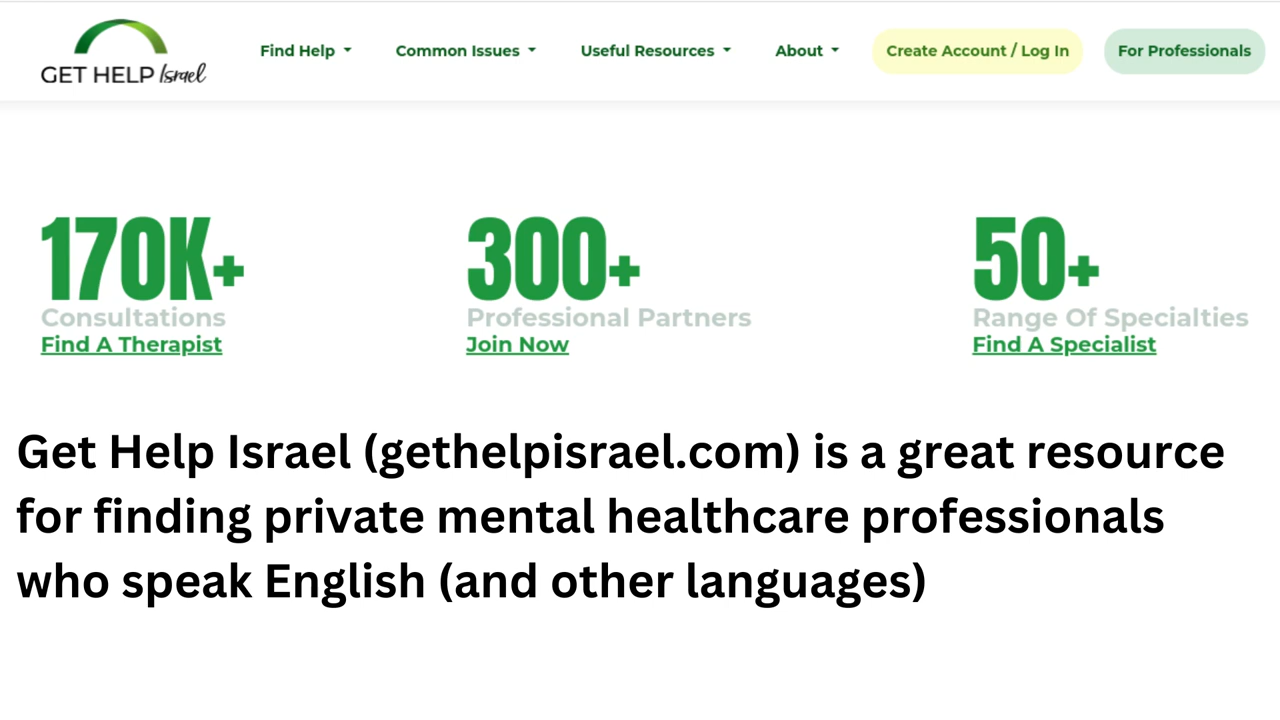 GET HELP Israel
Find Help
Common Issues
Useful Resources
About
Create Account / Log In
For Professionals
170K+
Consultations
Find A Therapist
300+
Professional Partners
Join Now
50+
Range Of Specialties
Find A Specialist
Get Help Israel (gethelpisrael.com) is a great resource
for finding private mental healthcare professionals
who speak English (and other languages)